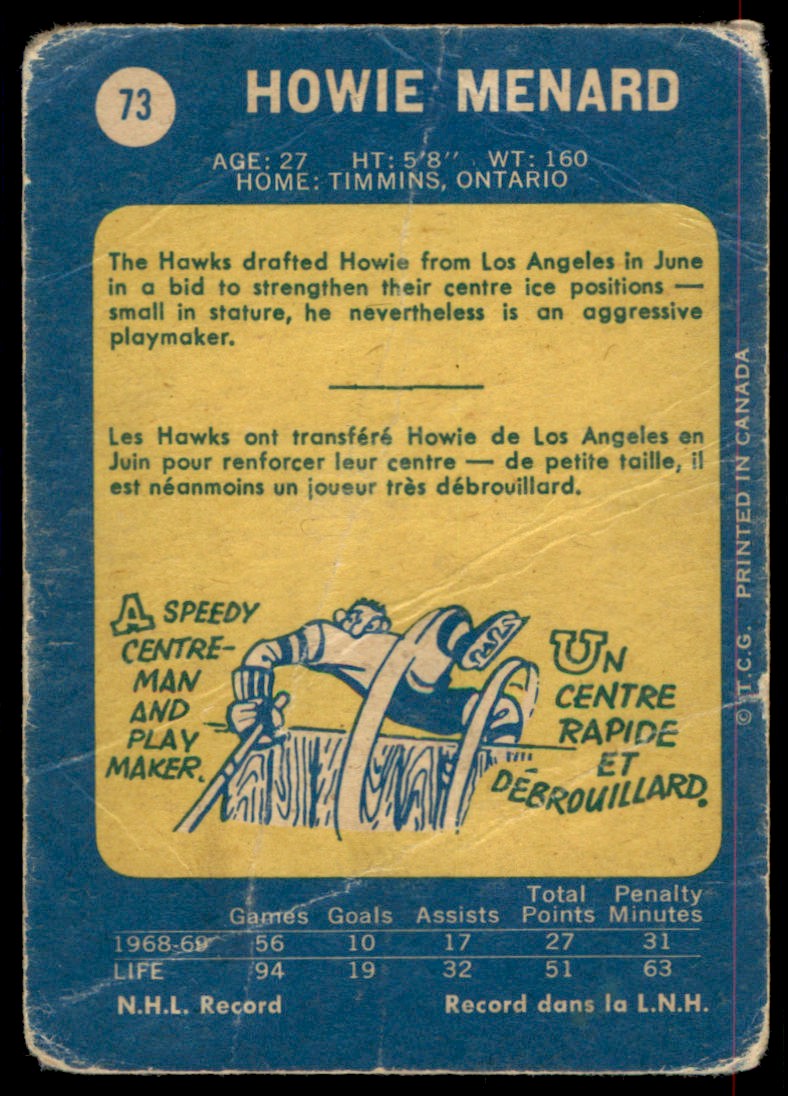 73
HOWIE MENARD
AGE: 27 HT: 5'8" WT: 160
HOME: TIMMINS, ONTARIO
The Hawks drafted Howie from Los Angeles in June
in a bid to strengthen their centre ice positions —
small in stature, he nevertheless is an aggressive
playmaker.
Les Hawks ont transféré Howie de Los Angeles en
Juin pour renforcer leur centre — de petite taille, il
est néanmoins un joueur très débrouillard.
A SPEEDY
CENTRE-
MAN
AND
PLAY
MAKER.
UN
CENTRE
RAPIDE
ET
DÉBROUILLARD.
© T.C.G. PRINTED IN CANADA
Total Penalty
Games Goals Assists Points Minutes
1968-69 56 10 17 27 31
LIFE 94 19 32 51 63
N.H.L. Record Record dans la L.N.H.